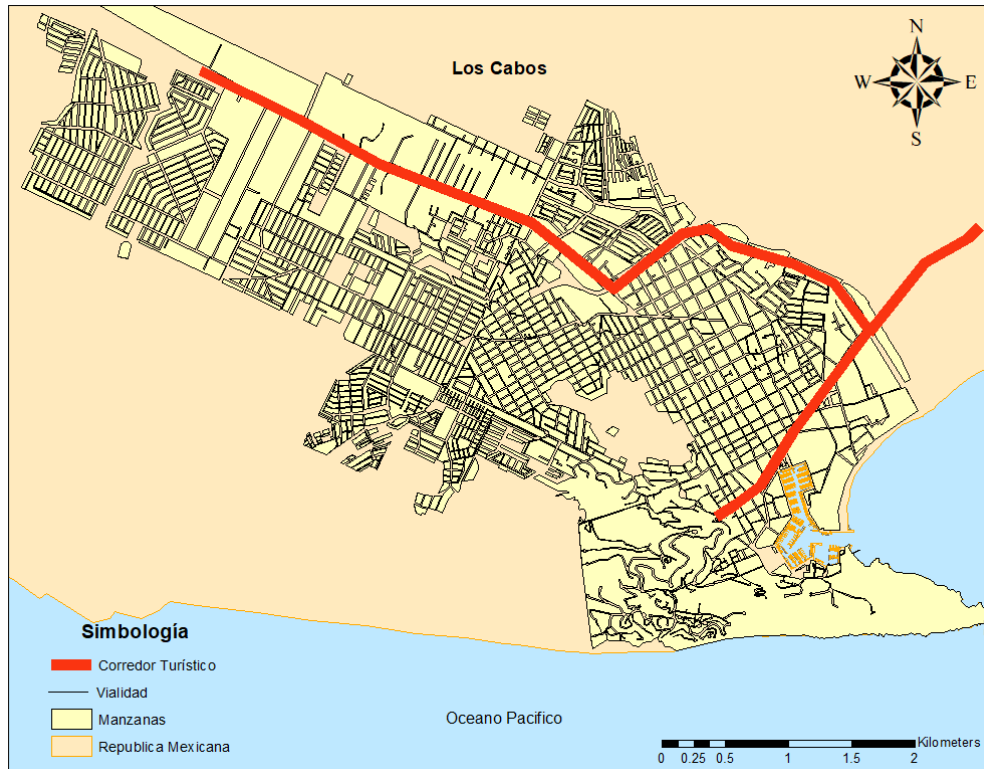 Los Cabos
N
W E
S
Simbología
Corredor Turístico
Vialidad
Manzanas
Republica Mexicana
Oceano Pacifico
Kilometers
0 0.25 0.5 1 1.5 2